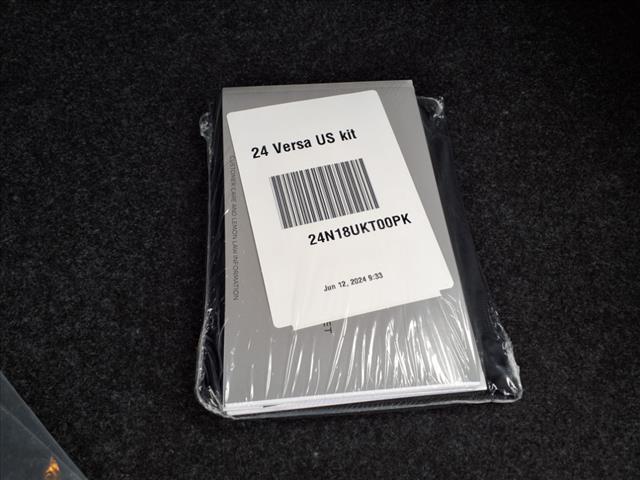 24 Versa US kit
24N18UKT00PK
Jun 12, 2024 9:33
CUSTOMER CARE AND LEMON LAW INFORMATION